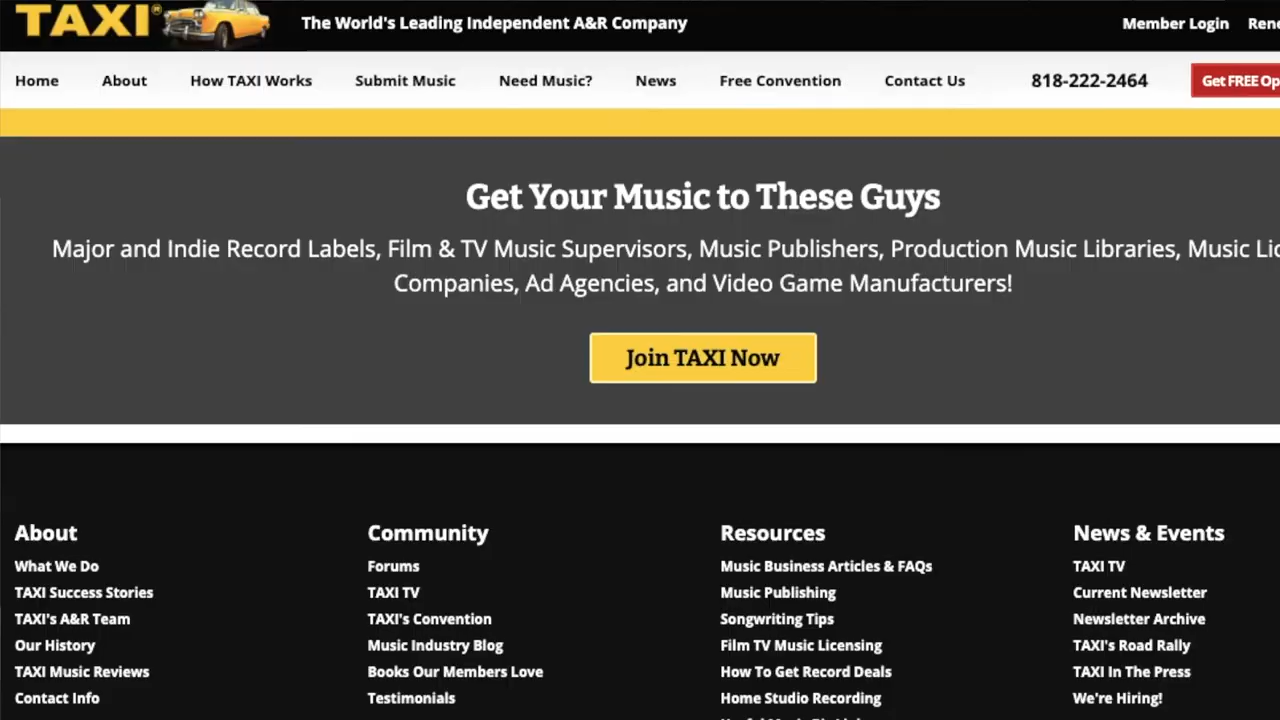 TAXI®
The World's Leading Independent A&R Company
Member Login
Home
About
How TAXI Works
Submit Music
Need Music?
News
Free Convention
Contact Us
818-222-2464
Get FREE
Get Your Music to These Guys
Major and Indie Record Labels, Film & TV Music Supervisors, Music Publishers, Production Music Libraries, Music
Companies, Ad Agencies, and Video Game Manufacturers!
Join TAXI Now
About
What We Do
TAXI Success Stories
TAXI's A&R Team
Our History
TAXI Music Reviews
Contact Info
Community
Forums
TAXI TV
TAXI's Convention
Music Industry Blog
Books Our Members Love
Testimonials
Resources
Music Business Articles & FAQs
Music Publishing
Songwriting Tips
Film TV Music Licensing
How To Get Record Deals
Home Studio Recording
News & Events
TAXI TV
Current Newsletter
Newsletter Archive
TAXI's Road Rally
TAXI In The Press
We're Hiring!